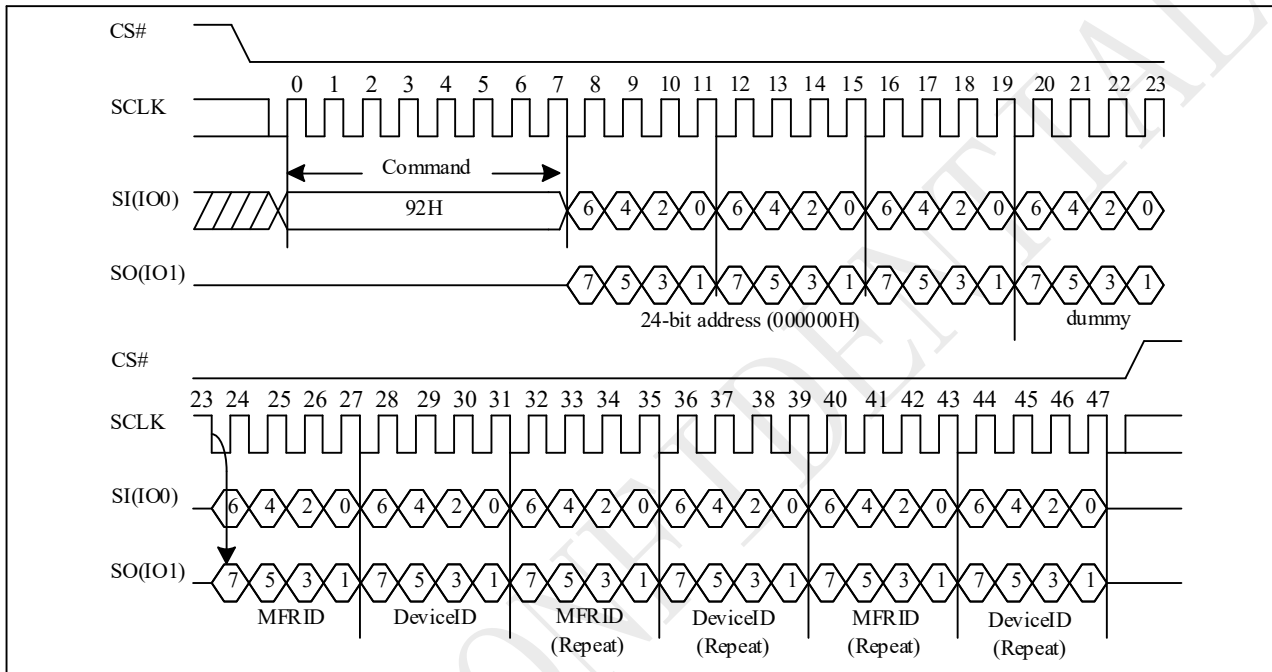 CS#
0 1 2 3 4 5 6 7 8 9 10 11 12 13 14 15 16 17 18 19 20 21 22 23
SCLK
Command
SI(IO0) 92H 6 4 2 0 6 4 2 0 6 4 2 0 6 4 2 0
SO(IO1) 7 5 3 1 7 5 3 1 7 5 3 1 7 5 3 1
24-bit address (000000H) dummy
CS#
23 24 25 26 27 28 29 30 31 32 33 34 35 36 37 38 39 40 41 42 43 44 45 46 47
SCLK
SI(IO0) 6 4 2 0 6 4 2 0 6 4 2 0 6 4 2 0 6 4 2 0 6 4 2 0
SO(IO1) 7 5 3 1 7 5 3 1 7 5 3 1 7 5 3 1 7 5 3 1 7 5 3 1
MFRID DeviceID MFRID DeviceID MFRID DeviceID
(Repeat) (Repeat) (Repeat) (Repeat)